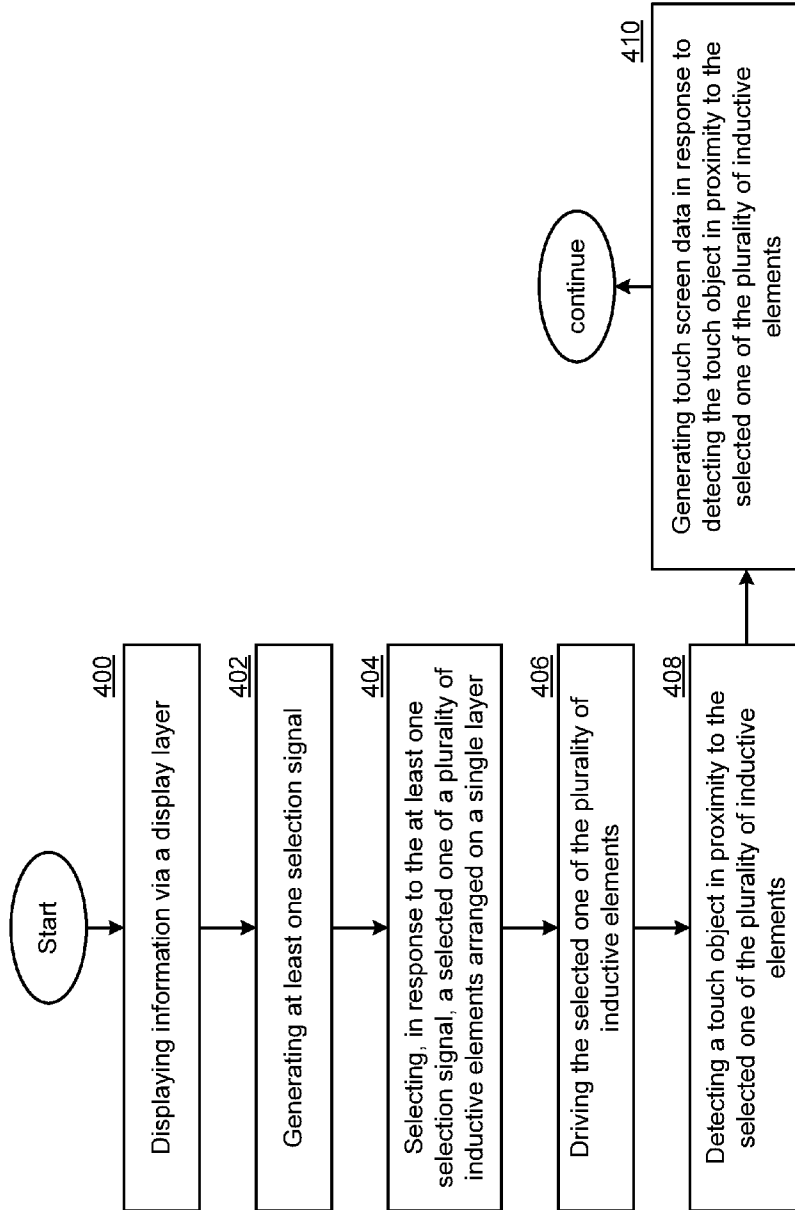 Start
400
Displaying information via a display layer
402
Generating at least one selection signal
404
Selecting, in response to the at least one
selection signal, a selected one of a plurality of
inductive elements arranged on a single layer
406
Driving the selected one of the plurality of
inductive elements
408
Detecting a touch object in proximity to the
selected one of the plurality of inductive
elements
410
Generating touch screen data in response to
detecting the touch object in proximity to the
selected one of the plurality of inductive
elements
continue